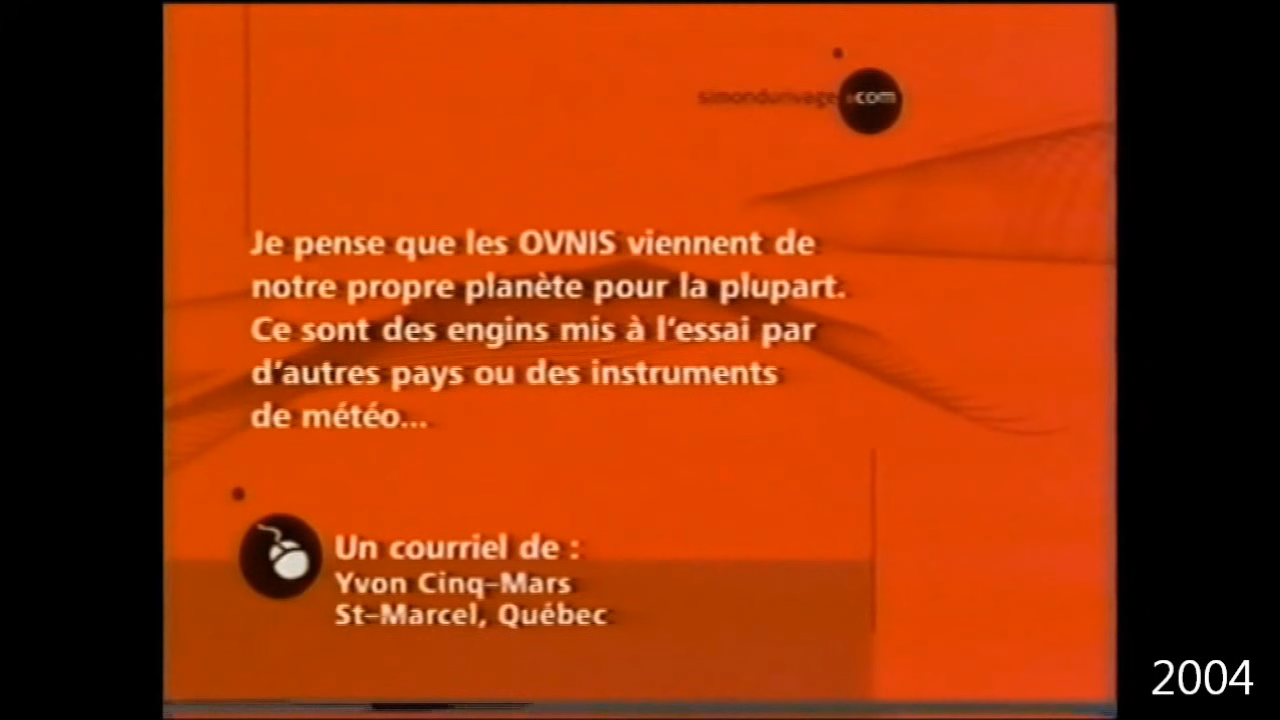 simondurivage.com
Je pense que les OVNIS viennent de
notre propre planète pour la plupart.
Ce sont des engins mis à l'essai par
d'autres pays ou des instruments
de météo...
Un courriel de :
Yvon Cinq-Mars
St-Marcel, Québec
2004